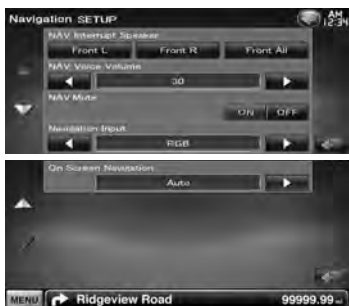 Navigation SETUP
AM 12:34
NAV Interrupt Speaker
Front L Front R Front All
NAV Voice Volume
30
NAV Mute
ON OFF
Navigation Input
RGB
On Screen Navigation
Auto
MENU Ridgeview Road 99999.99